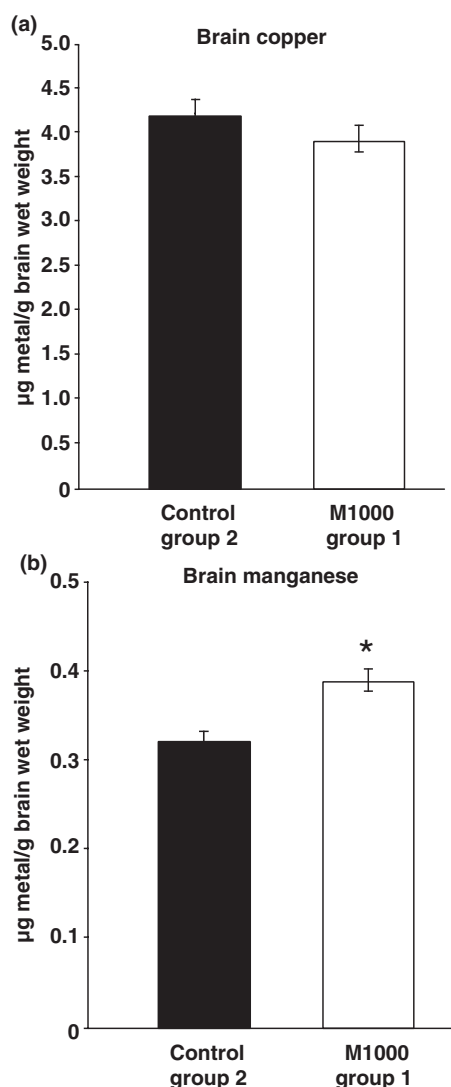 (a)
Brain copper
µg metal/g brain wet weight
5.0
4.5
4.0
3.5
3.0
2.5
2.0
1.5
1.0
0.5
0
Control
group 2
M1000
group 1
(b)
Brain manganese
µg metal/g brain wet weight
0.5
0.4
0.3
0.2
0.1
0
*
Control
group 2
M1000
group 1